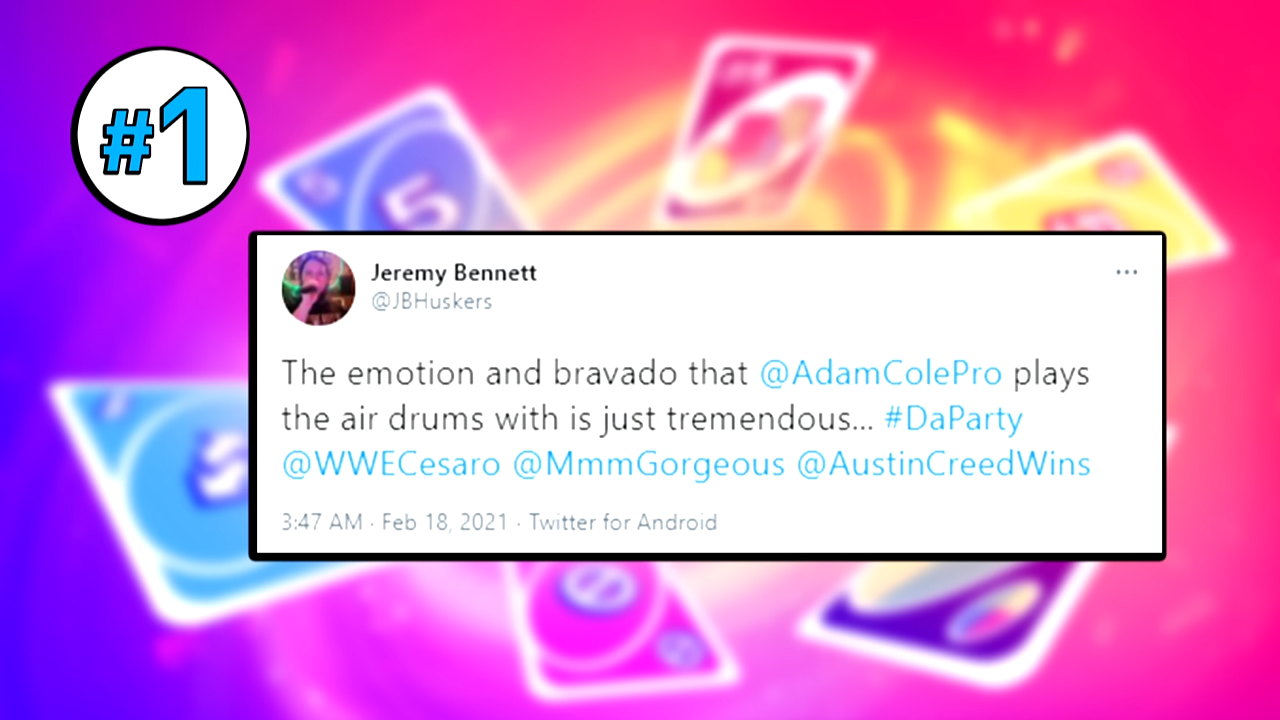 #1
5
Jeremy Bennett
@JBHuskers
The emotion and bravado that @AdamColePro plays
the air drums with is just tremendous... #DaParty
@WWECesaro @MmmGorgeous @AustinCreedWins
3:47 AM · Feb 18, 2021 · Twitter for Android